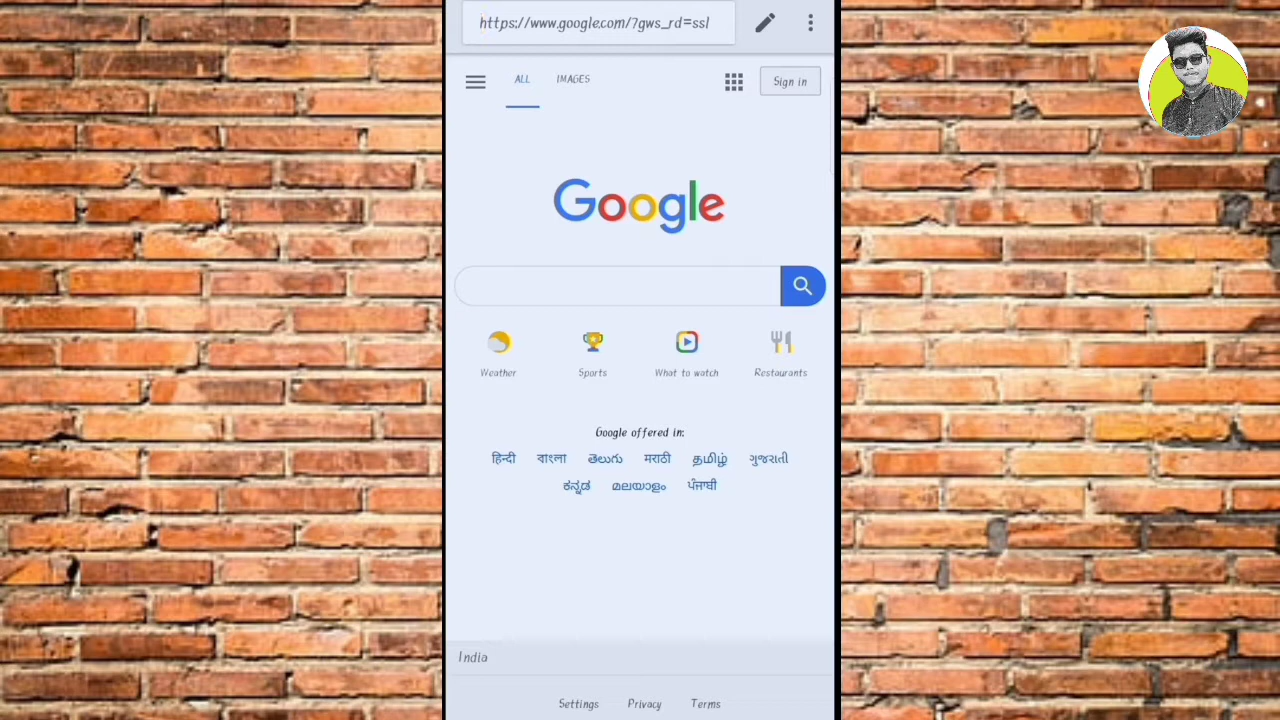 https://www.google.com/?gws_rd=ssl
ALL IMAGES Sign in
Google
Weather Sports What to watch Restaurants
Google offered in:
हिन्दी বাংলা తెలుగు मराठी தமிழ் ગુજરાતી
ಕನ್ನಡ മലയാളം ਪੰਜਾਬੀ
India
Settings Privacy Terms